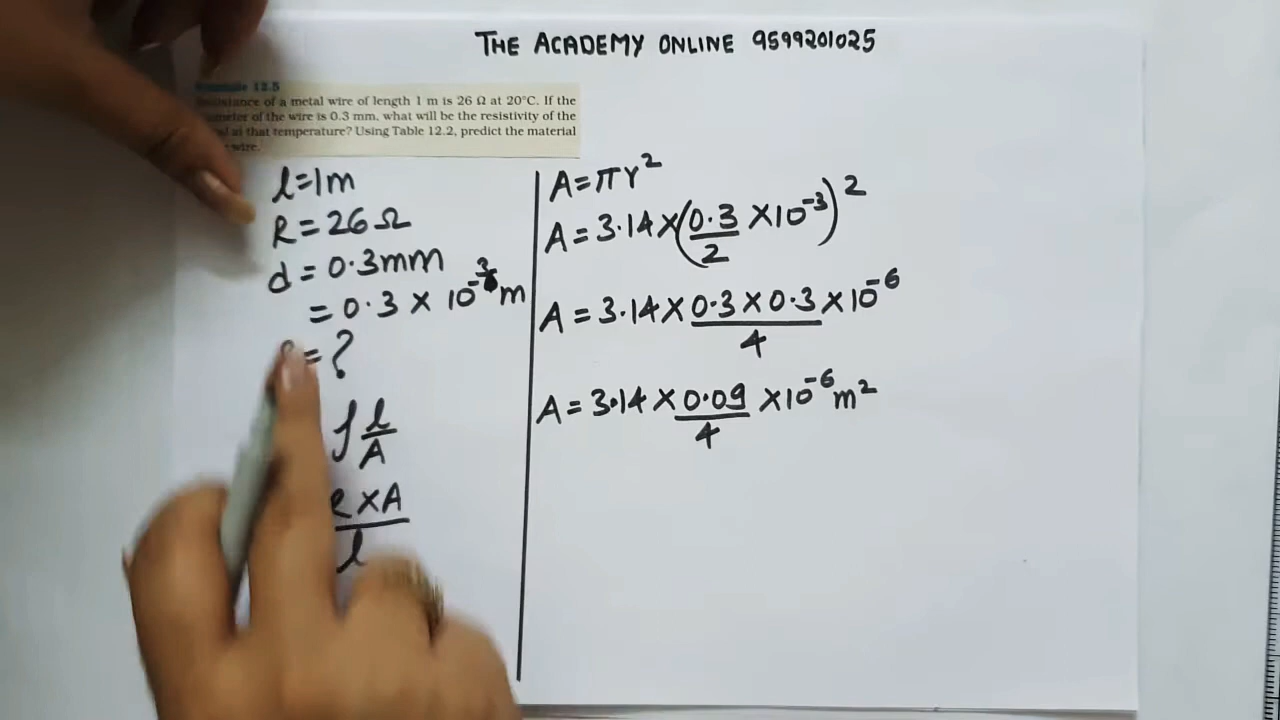 THE ACADEMY ONLINE 9599201025
12.5
of a metal wire of length 1 m is 26 Ω at 20°C. If the
of the wire is 0.3 mm, what will be the resistivity of the
at that temperature? Using Table 12.2, predict the material
wire.
l=1m
R=26Ω
d=0.3mm
=0.3×10⁻³m
=?
ρ l/A
R×A/l
A=πr²
A=3.14×(0.3/2 ×10⁻³)²
A=3.14×0.3×0.3/4 ×10⁻⁶
A=3.14×0.09/4 ×10⁻⁶m²